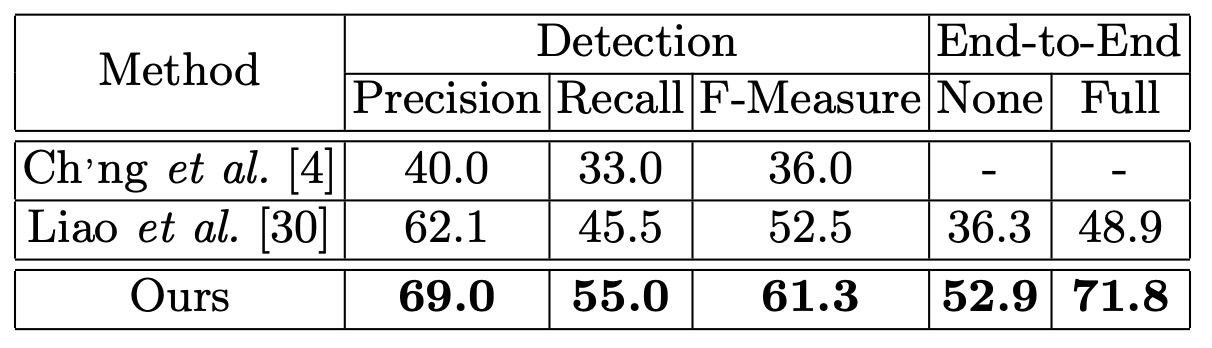 Method Detection End-to-End
Precision Recall F-Measure None Full
Ch,ng et al. [4] 40.0 33.0 36.0 - -
Liao et al. [30] 62.1 45.5 52.5 36.3 48.9
Ours 69.0 55.0 61.3 52.9 71.8